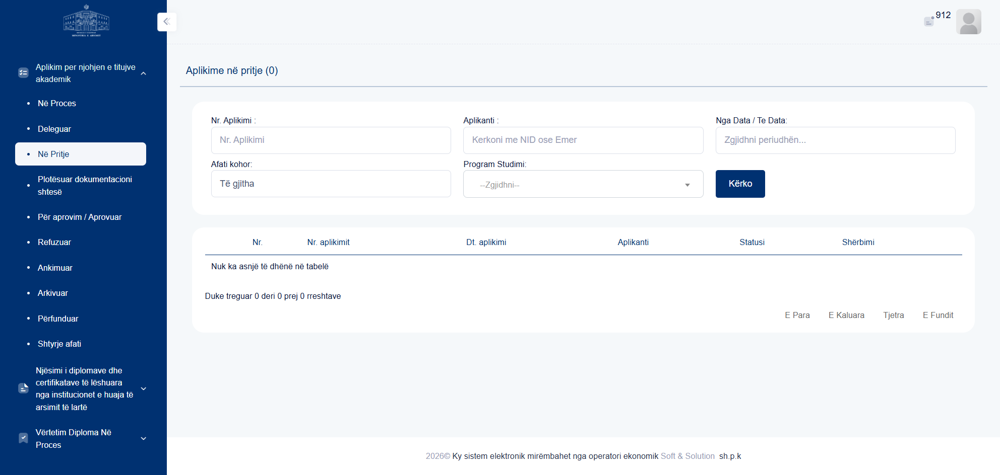 MINISTRIA E ARSIMIT
912
Aplikim per njohjen e titujve
akademik
Në Proces
Deleguar
Në Pritje
Plotësuar dokumentacioni
shtesë
Për aprovim / Aprovuar
Refuzuar
Ankimuar
Arkivuar
Përfunduar
Shtyrje afati
Njësimi i diplomave dhe
certifikatave të lëshuara
nga institucionet e huaja të
arsimit të lartë
Vërtetim Diploma Në
Proces
Aplikime në pritje (0)
Nr. Aplikimi :
Aplikanti :
Nga Data / Te Data:
Nr. Aplikimi
Kerkoni me NID ose Emer
Zgjidhni periudhën...
Afati kohor:
Program Studimi:
Të gjitha
--Zgjidhni--
Kërko
Nr.
Nr. aplikimit
Dt. aplikimi
Aplikanti
Statusi
Shërbimi
Nuk ka asnjë të dhënë në tabelë
Duke treguar 0 deri 0 prej 0 rreshtave
E Para
E Kaluara
Tjetra
E Fundit
2026© Ky sistem elektronik mirëmbahet nga operatori ekonomik Soft & Solution sh.p.k